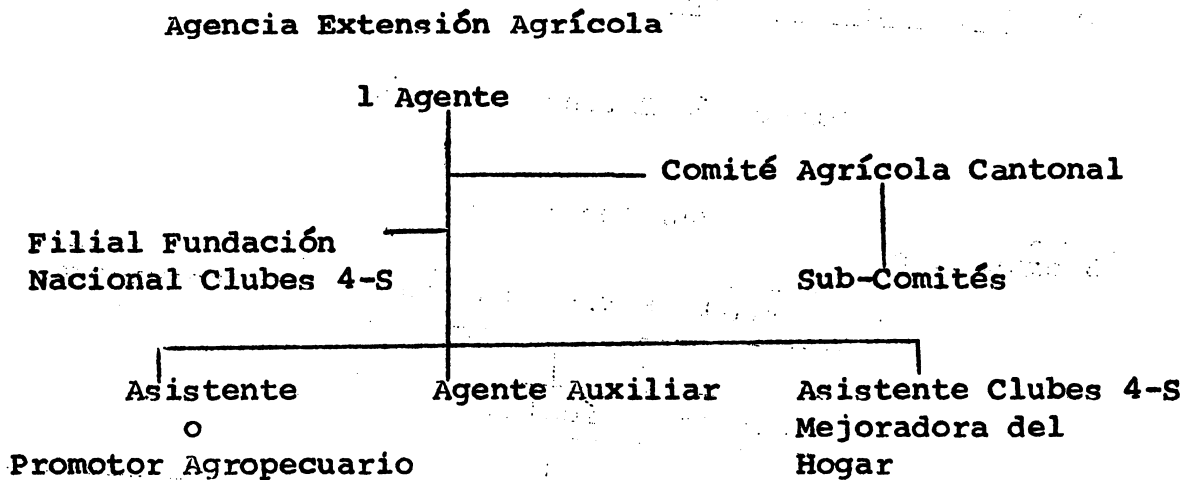 Agencia Extensión Agrícola
1 Agente
Comité Agrícola Cantonal
Filial Fundación
Nacional Clubes 4-S
Sub-Comités
Asistente
o
Promotor Agropecuario
Agente Auxiliar
Asistente Clubes 4-S
Mejoradora del
Hogar